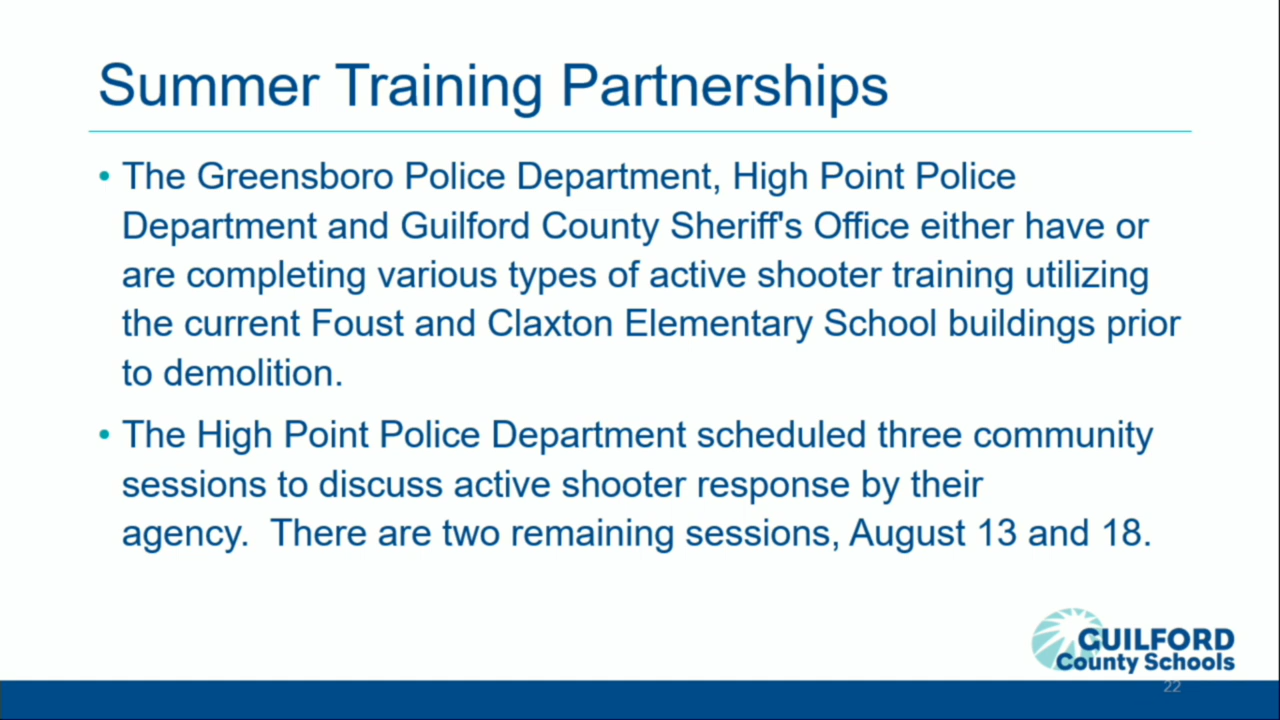 Summer Training Partnerships
• The Greensboro Police Department, High Point Police
Department and Guilford County Sheriff's Office either have or
are completing various types of active shooter training utilizing
the current Foust and Claxton Elementary School buildings prior
to demolition.
• The High Point Police Department scheduled three community
sessions to discuss active shooter response by their
agency.  There are two remaining sessions, August 13 and 18.
GUILFORD
County Schools
22